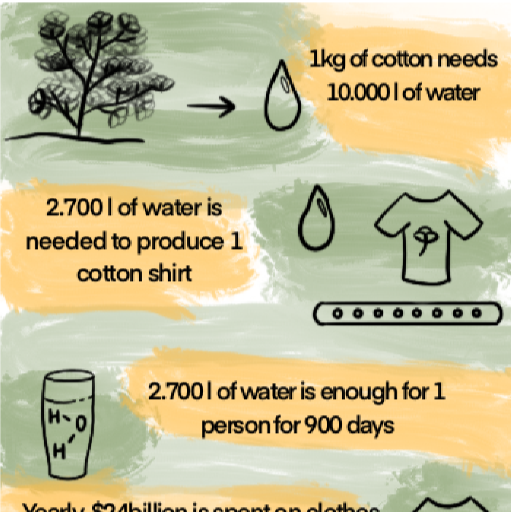 1kg of cotton needs
10.000 l of water
2.700 l of water is
needed to produce 1
cotton shirt
H O
H
2.700 l of water is enough for 1
person for 900 days
Yearly, $24billion is spent on clothes